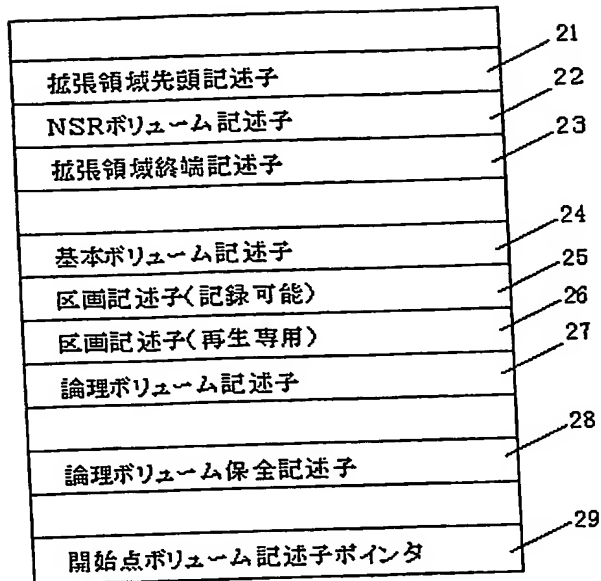 拡張領域先頭記述子 21
NSRボリューム記述子 22
拡張領域終端記述子 23
基本ボリューム記述子 24
区画記述子(記録可能) 25
区画記述子(再生専用) 26
論理ボリューム記述子 27
論理ボリューム保全記述子 28
開始点ボリューム記述子ポインタ 29